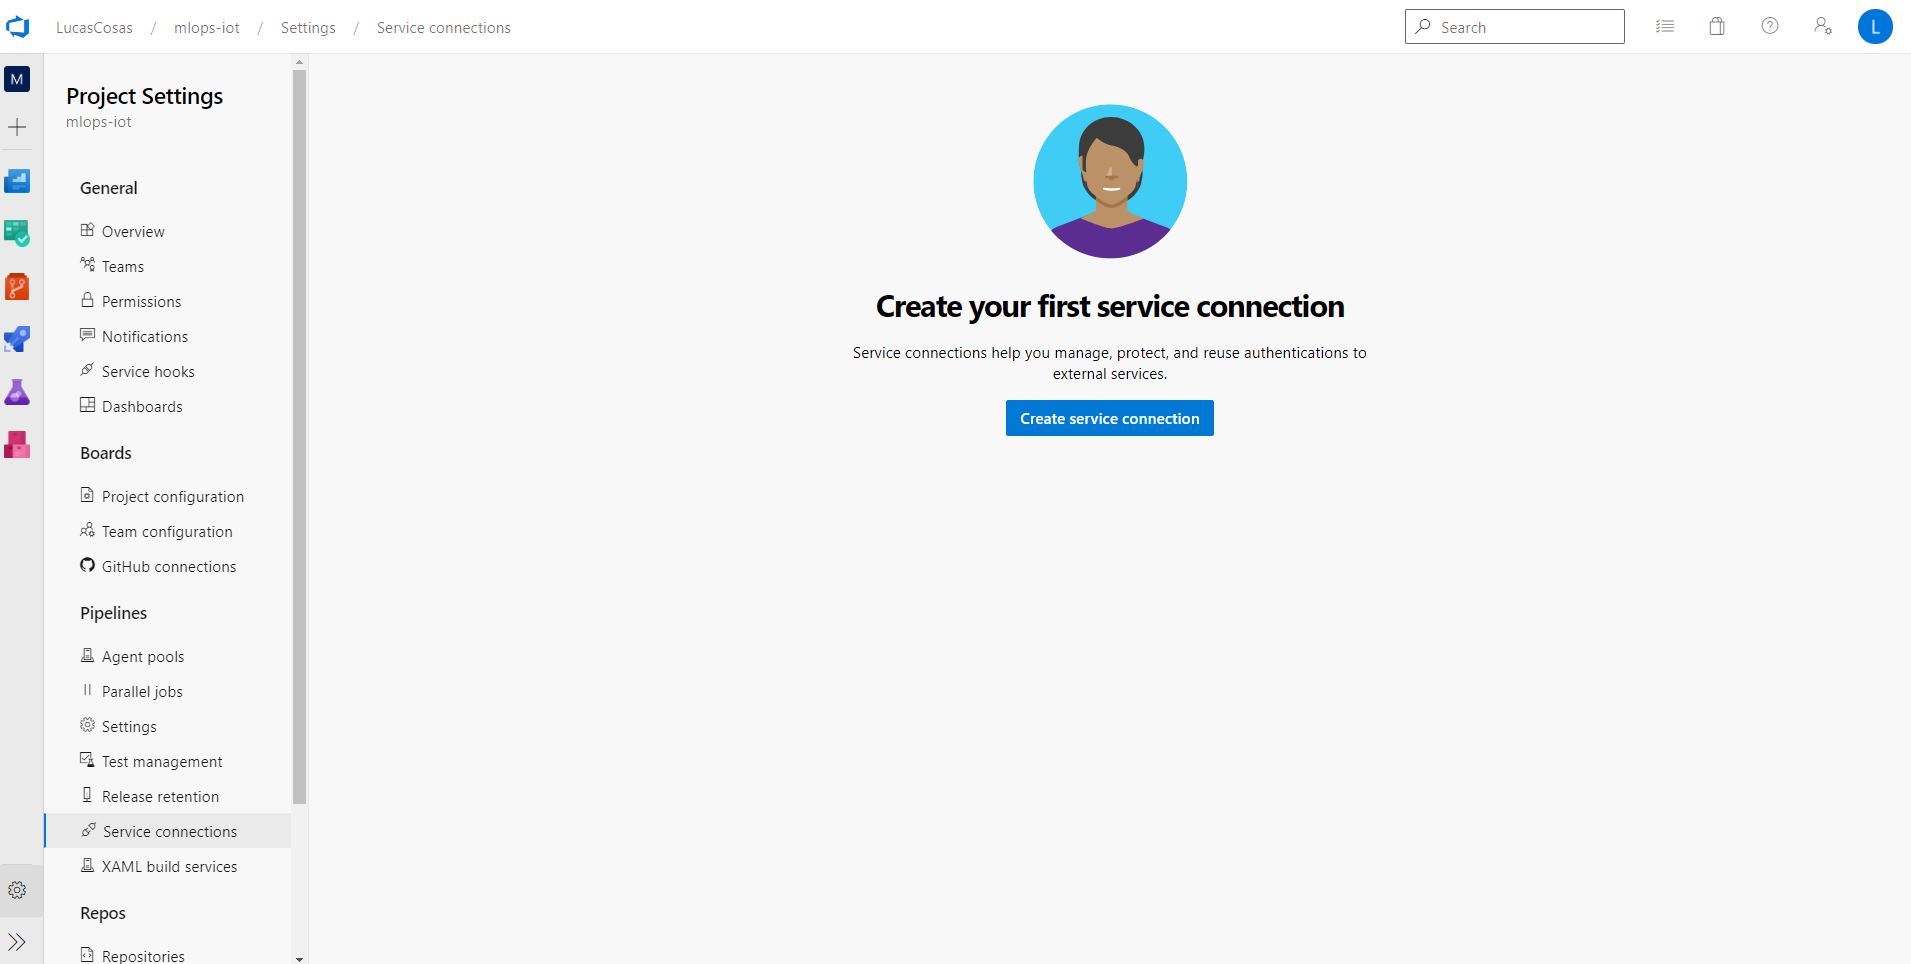 LucasCosas / mlops-iot / Settings / Service connections
Search
L
M
Project Settings
mlops-iot
General
Overview
Teams
Permissions
Notifications
Service hooks
Dashboards
Boards
Project configuration
Team configuration
GitHub connections
Pipelines
Agent pools
Parallel jobs
Settings
Test management
Release retention
Service connections
XAML build services
Repos
Repositories
Create your first service connection
Service connections help you manage, protect, and reuse authentications to
external services.
Create service connection